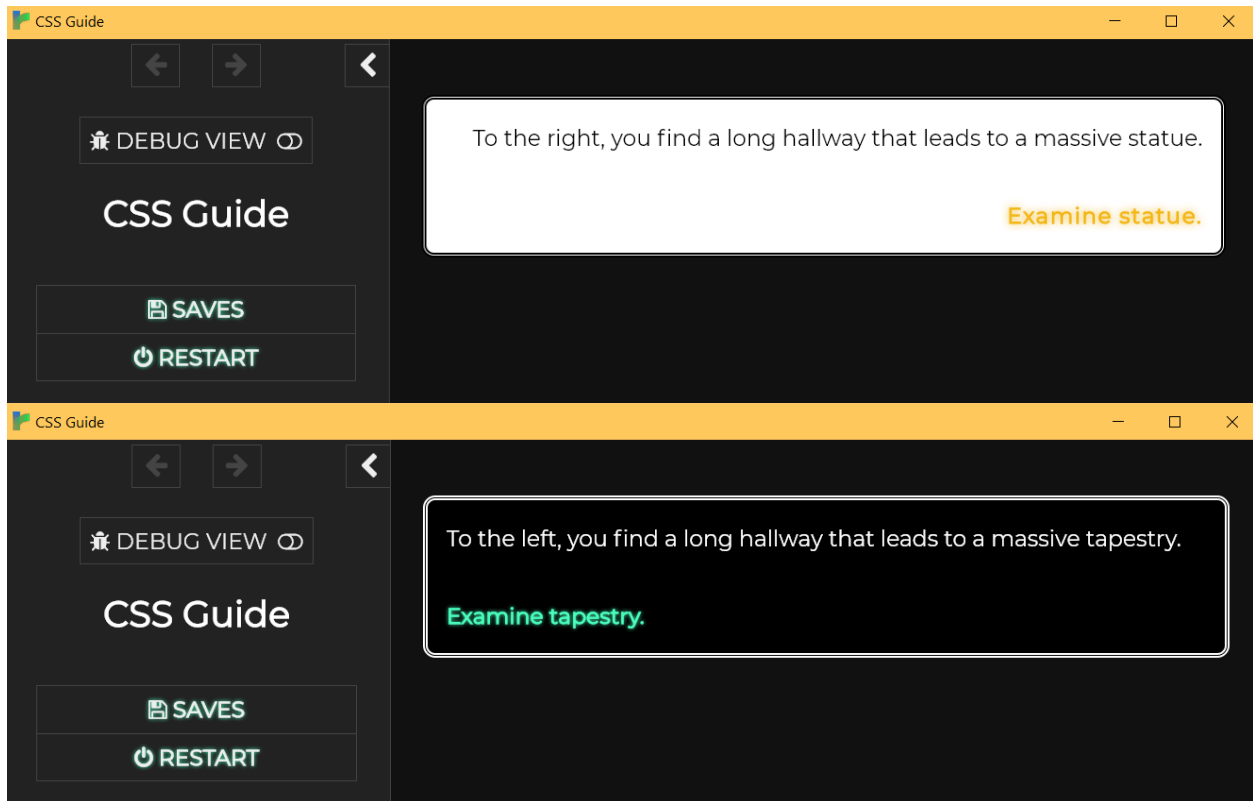 CSS Guide
DEBUG VIEW
CSS Guide
SAVES
RESTART
To the right, you find a long hallway that leads to a massive statue.
Examine statue.
CSS Guide
DEBUG VIEW
CSS Guide
SAVES
RESTART
To the left, you find a long hallway that leads to a massive tapestry.
Examine tapestry.